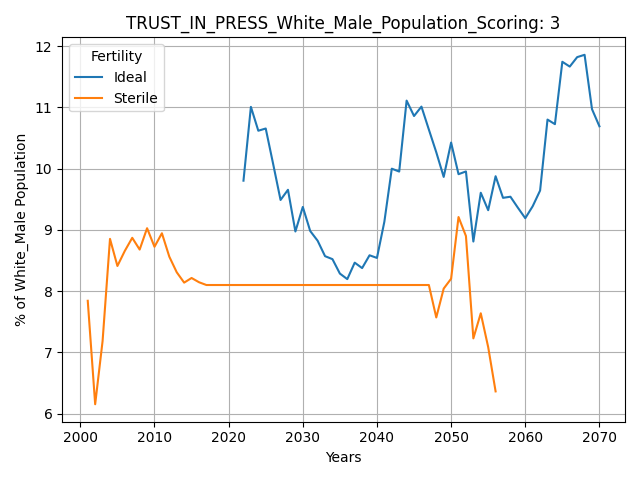 TRUST_IN_PRESS_White_Male_Population_Scoring: 3
Fertility
Ideal
Sterile
% of White_Male Population
12
11
10
9
8
7
6
2000 2010 2020 2030 2040 2050 2060 2070
Years